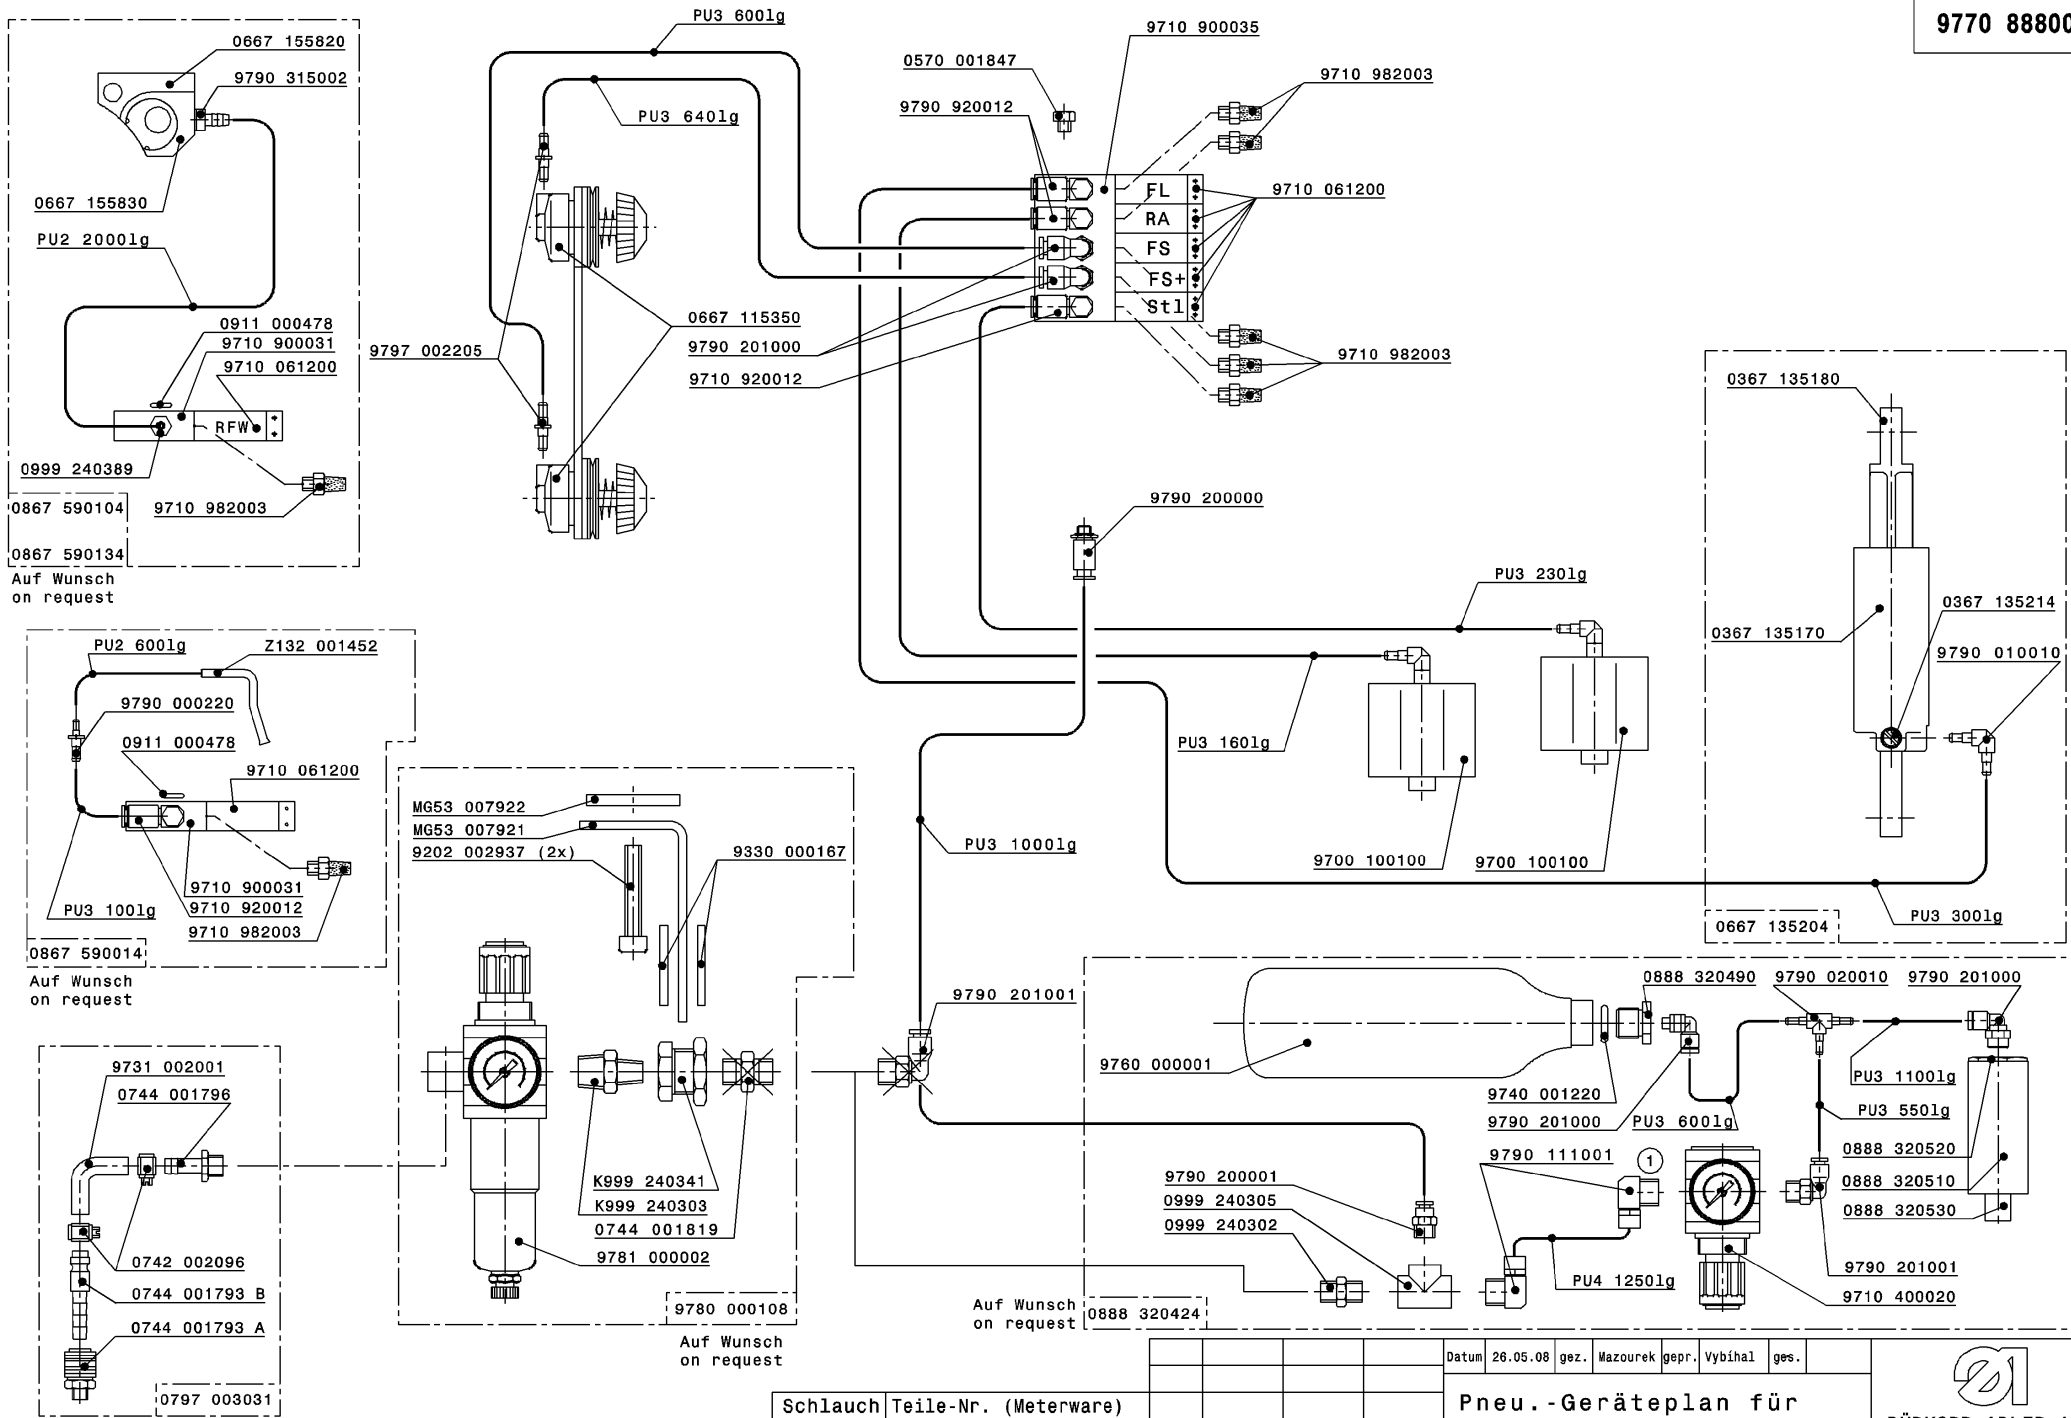 9770 88800
0667 155820
9790 315002
0667 155830
PU2 2000lg
0911 000478
9710 900031
9710 061200
RFW
0999 240389
9710 982003
0867 590104
0867 590134
Auf Wunsch
on request
PU3 600lg
PU3 640lg
9797 002205
0667 115350
9790 201000
9710 920012
0570 001847
9790 920012
9710 900035
9710 982003
FL
RA
FS
FS+
Stl
9710 061200
9710 982003
9790 200000
PU3 230lg
PU3 160lg
9700 100100
9700 100100
PU3 1000lg
0367 135180
0367 135170
0367 135214
9790 010010
PU3 300lg
0667 135204
PU2 600lg
Z132 001452
9790 000220
0911 000478
9710 061200
9710 900031
PU3 100lg
9710 920012
9710 982003
0867 590014
Auf Wunsch
on request
MG53 007922
MG53 007921
9202 002937 (2x)
9330 000167
K999 240341
K999 240303
0744 001819
9781 000002
9780 000108
Auf Wunsch
on request
9731 002001
0744 001796
0742 002096
0744 001793 B
0744 001793 A
0797 003031
9790 201001
9760 000001
0888 320490
9790 020010
9790 201000
9740 001220
9790 201000
PU3 600lg
PU3 1100lg
PU3 550lg
9790 111001
1
0888 320520
0888 320510
0888 320530
9790 200001
0999 240305
0999 240302
PU4 1250lg
9790 201001
9710 400020
Auf Wunsch
on request
0888 320424
Datum 26.05.08 gez. Mazourek gepr. Vybíhal ges.
Schlauch Teile-Nr. (Meterware)
Pneu.-Geräteplan für